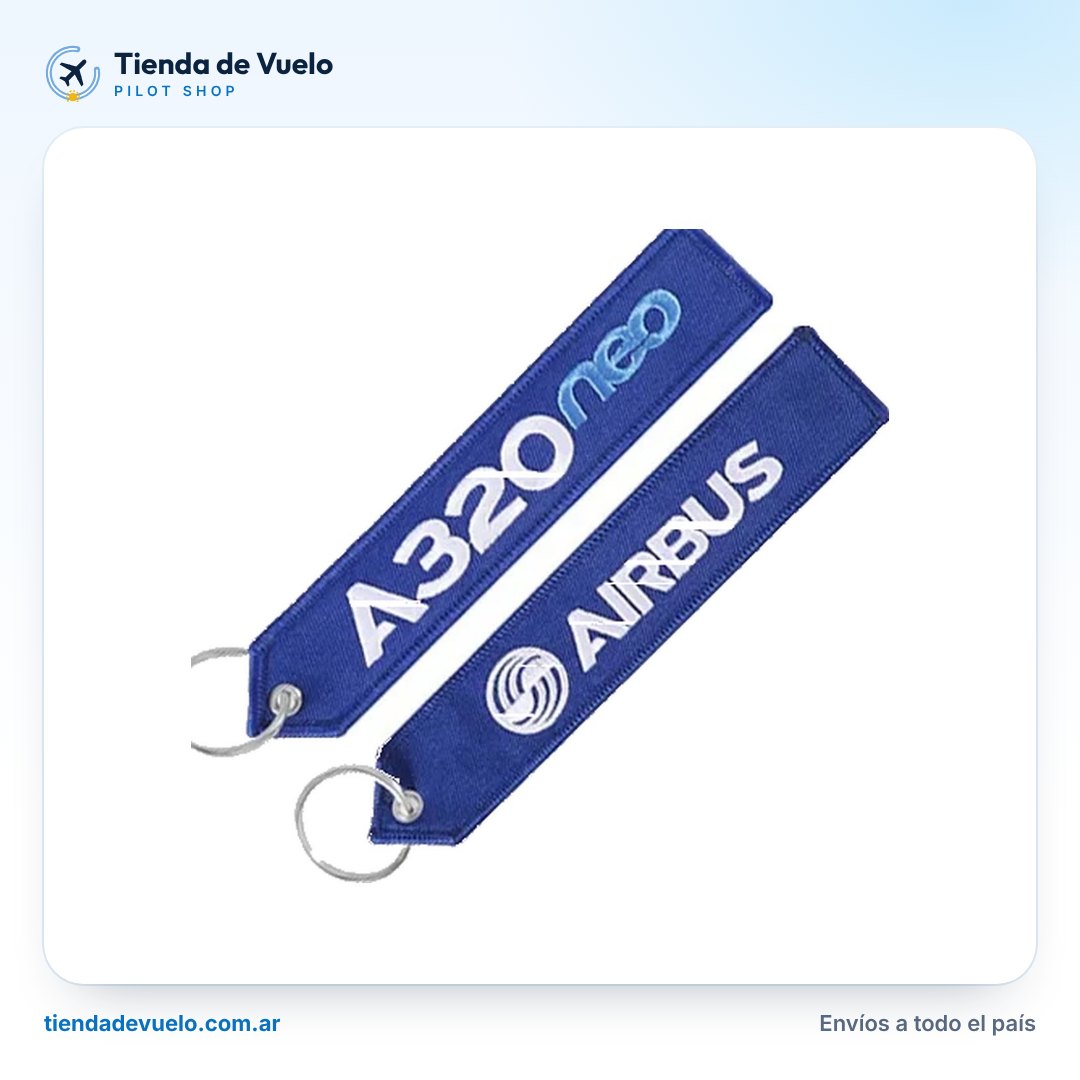 Tienda de Vuelo
PILOT SHOP
A320neo
AIRBUS
tiendadevuelo.com.ar
Envíos a todo el país